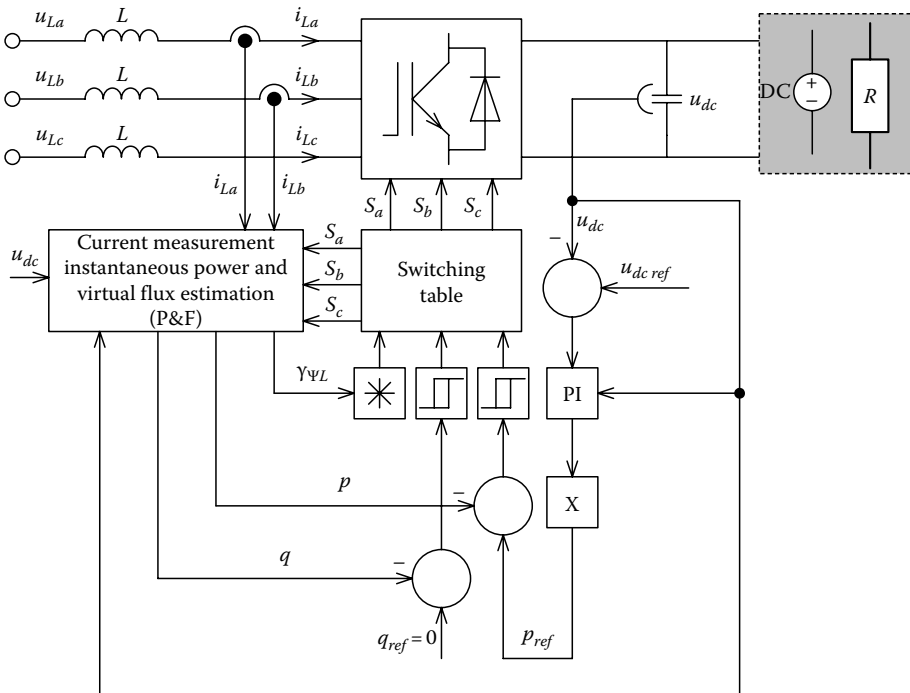 u_La L i_La
u_Lb L i_Lb
u_Lc L i_Lc
DC + − R
u_dc
i_La i_Lb
S_a S_b S_c
u_dc
Current measurement
instantaneous power and
virtual flux estimation
(P&F)
u_dc
S_a
S_b
S_c
Switching
table
−
u_dc ref
γ_ΨL
PI
p −
X
q −
q_ref = 0
p_ref